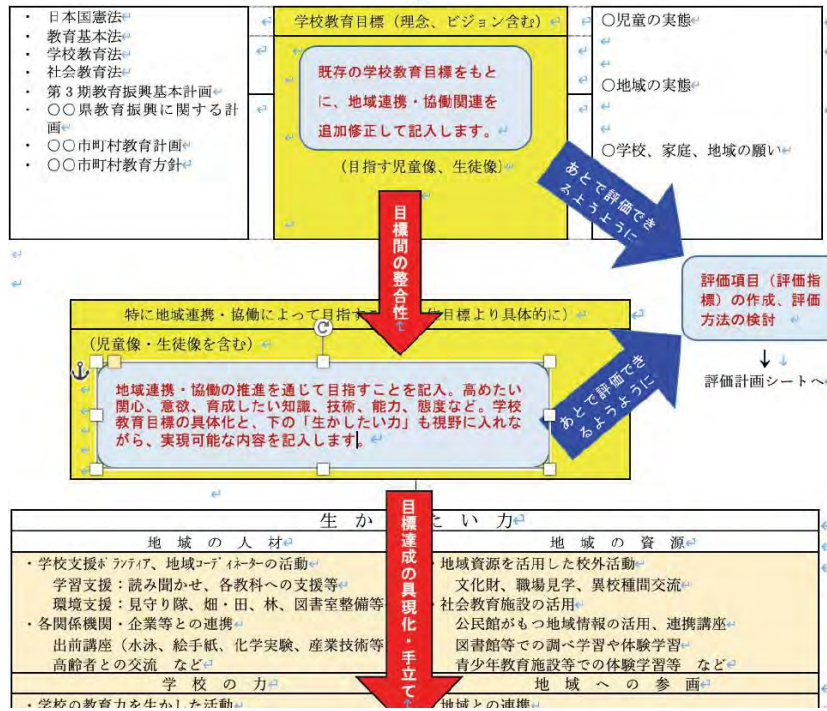 ・ 日本国憲法
・ 教育基本法
・ 学校教育法
・ 社会教育法
・ 第３期教育振興基本計画
・ 〇〇県教育振興に関する計
画
・ 〇〇市町村教育計画
・ 〇〇市町村教育方針
学校教育目標（理念、ビジョン含む）
既存の学校教育目標をもと
に、地域連携・協働関連を
追加修正して記入します。
（目指す児童像、生徒像）
〇児童の実態
〇地域の実態
〇学校、家庭、地域の願い
あとで評価でき
るようように
目標間の整合性
評価項目（評価指
標）の作成、評価
方法の検討
↓
評価計画シートへ
特に地域連携・協働によって目指す
目標より具体的に）
（児童像・生徒像を含む）
地域連携・協働の推進を通じて目指すことを記入。高めたい
関心、意欲、育成したい知識、技術、能力、態度など。学校
教育目標の具体化と、下の「生かしたい力」も視野に入れな
がら、実現可能な内容を記入します。
あとで評価でき
るようように
目標達成の具現化・手立て
生 か た い 力
地 域 の 人 材
・学校支援ボランティア、地域コーディネーターの活動
学習支援：読み聞かせ、各教科への支援等
環境支援：見守り隊、畑・田、林、図書室整備等
・各関係機関・企業等との連携
出前講座（水泳、絵手紙、化学実験、産業技術等
高齢者との交流 など
地 域 の 資 源
・地域資源を活用した校外活動
文化財、職場見学、異校種間交流
・社会教育施設の活用
公民館がもつ地域情報の活用、連携講座
図書館等での調べ学習や体験学習
青少年教育施設等での体験学習等 など
学 校 の 力
・学校の教育力を生かした活動
地 域 へ の 参 画
地域との連携